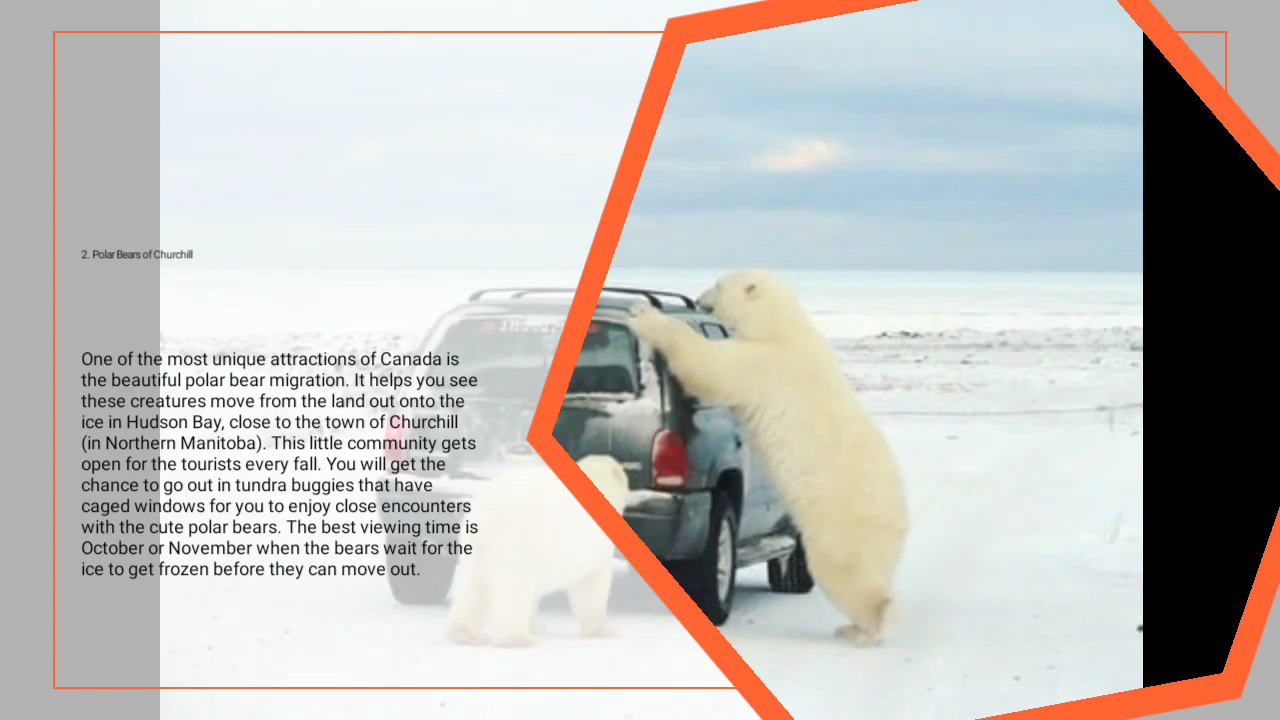 2. Polar Bears of Churchill
One of the most unique attractions of Canada is
the beautiful polar bear migration. It helps you see
these creatures move from the land out onto the
ice in Hudson Bay, close to the town of Churchill
(in Northern Manitoba). This little community gets
open for the tourists every fall. You will get the
chance to go out in tundra buggies that have
caged windows for you to enjoy close encounters
with the cute polar bears. The best viewing time is
October or November when the bears wait for the
ice to get frozen before they can move out.